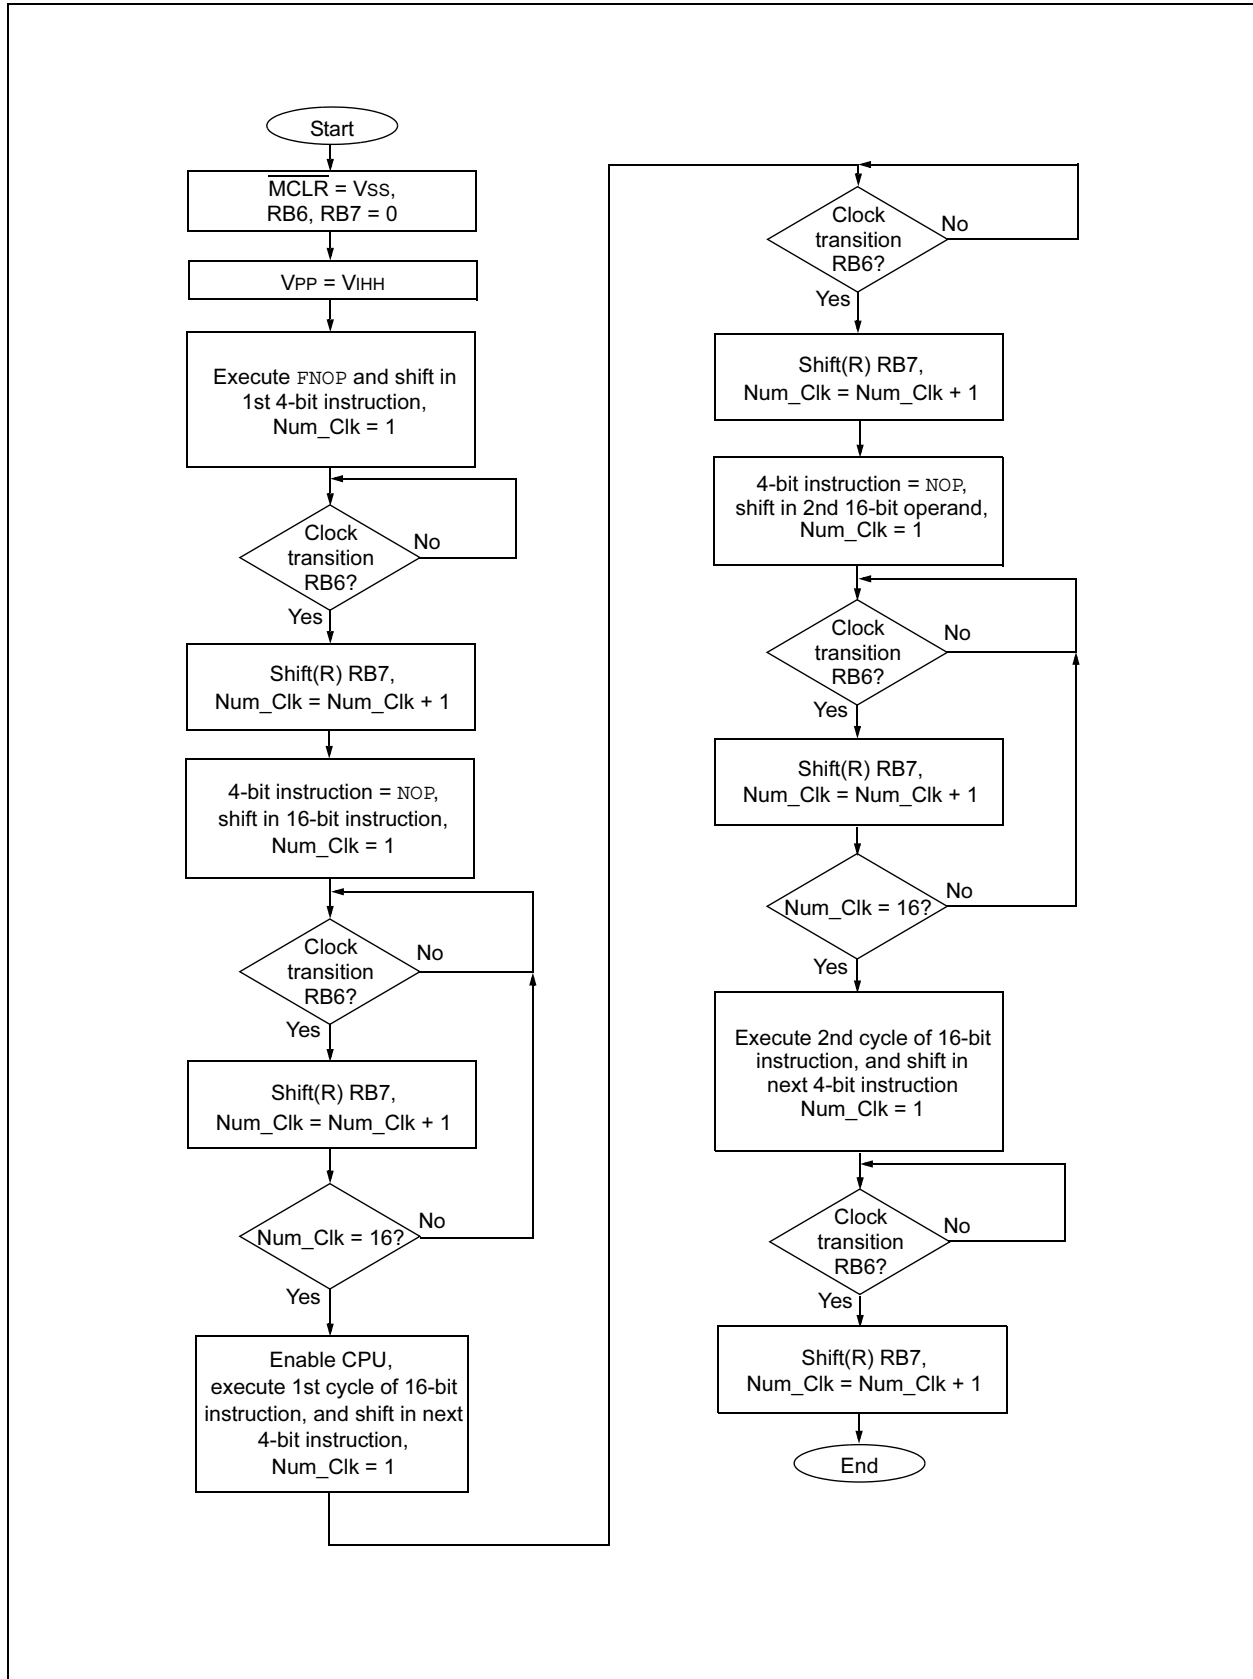 Start
MCLR = VSS,
RB6, RB7 = 0
VPP = VIHH
Execute FNOP and shift in
1st 4-bit instruction,
Num_Clk = 1
Clock
transition
RB6?
No
Yes
Shift(R) RB7,
Num_Clk = Num_Clk + 1
4-bit instruction = NOP,
shift in 16-bit instruction,
Num_Clk = 1
Clock
transition
RB6?
No
Yes
Shift(R) RB7,
Num_Clk = Num_Clk + 1
Num_Clk = 16?
No
Yes
Enable CPU,
execute 1st cycle of 16-bit
instruction, and shift in next
4-bit instruction,
Num_Clk = 1
Clock
transition
RB6?
No
Yes
Shift(R) RB7,
Num_Clk = Num_Clk + 1
4-bit instruction = NOP,
shift in 2nd 16-bit operand,
Num_Clk = 1
Clock
transition
RB6?
No
Yes
Shift(R) RB7,
Num_Clk = Num_Clk + 1
Num_Clk = 16?
No
Yes
Execute 2nd cycle of 16-bit
instruction, and shift in
next 4-bit instruction
Num_Clk = 1
Clock
transition
RB6?
No
Yes
Shift(R) RB7,
Num_Clk = Num_Clk + 1
End